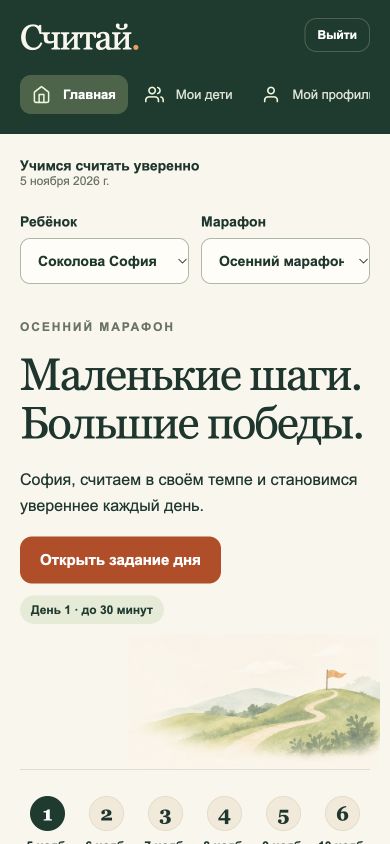 Считай.
Выйти
Главная
Мои дети
Мой
Учимся считать уверенно
5 ноября 2026 г.
Ребёнок
Марафон
Соколова София
Осенний
ОСЕННИЙ МАРАФОН
Маленькие шаги.
Большие победы.
София, считаем в своём темпе и становимся
увереннее каждый день.
Открыть задание дня
День 1 · до 30 минут
1
2
3
4
5
6